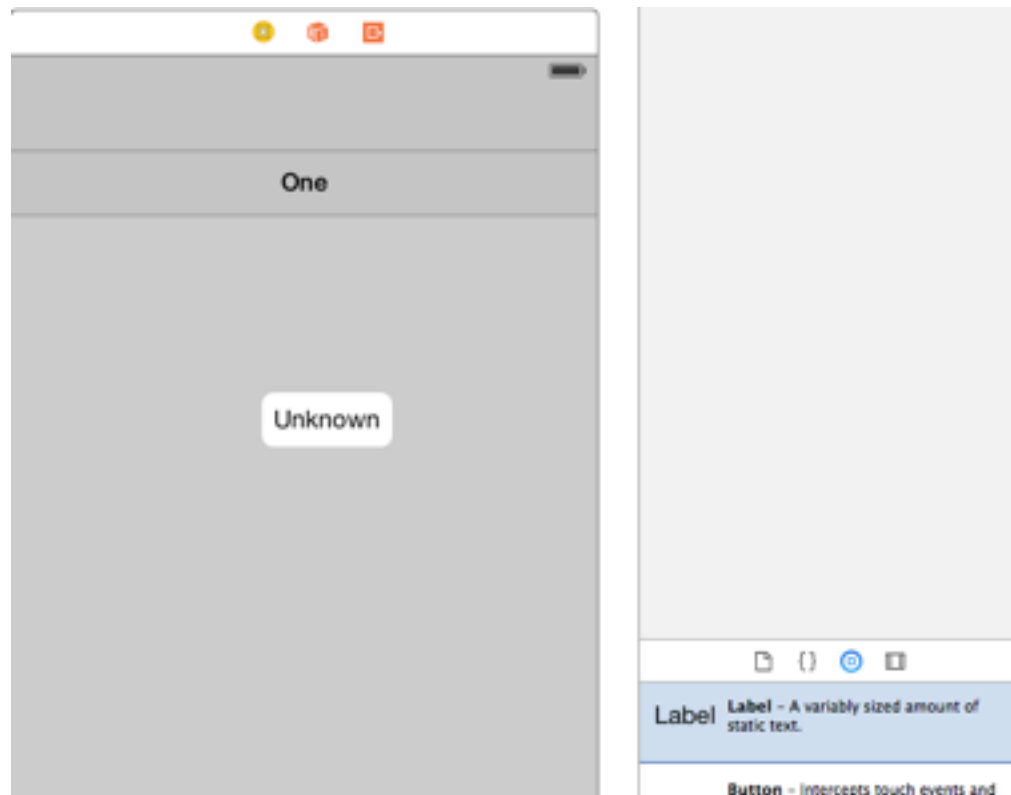 One
Unknown
{}
Label
Label – A variably sized amount of
static text.
Button – Intercepts touch events and